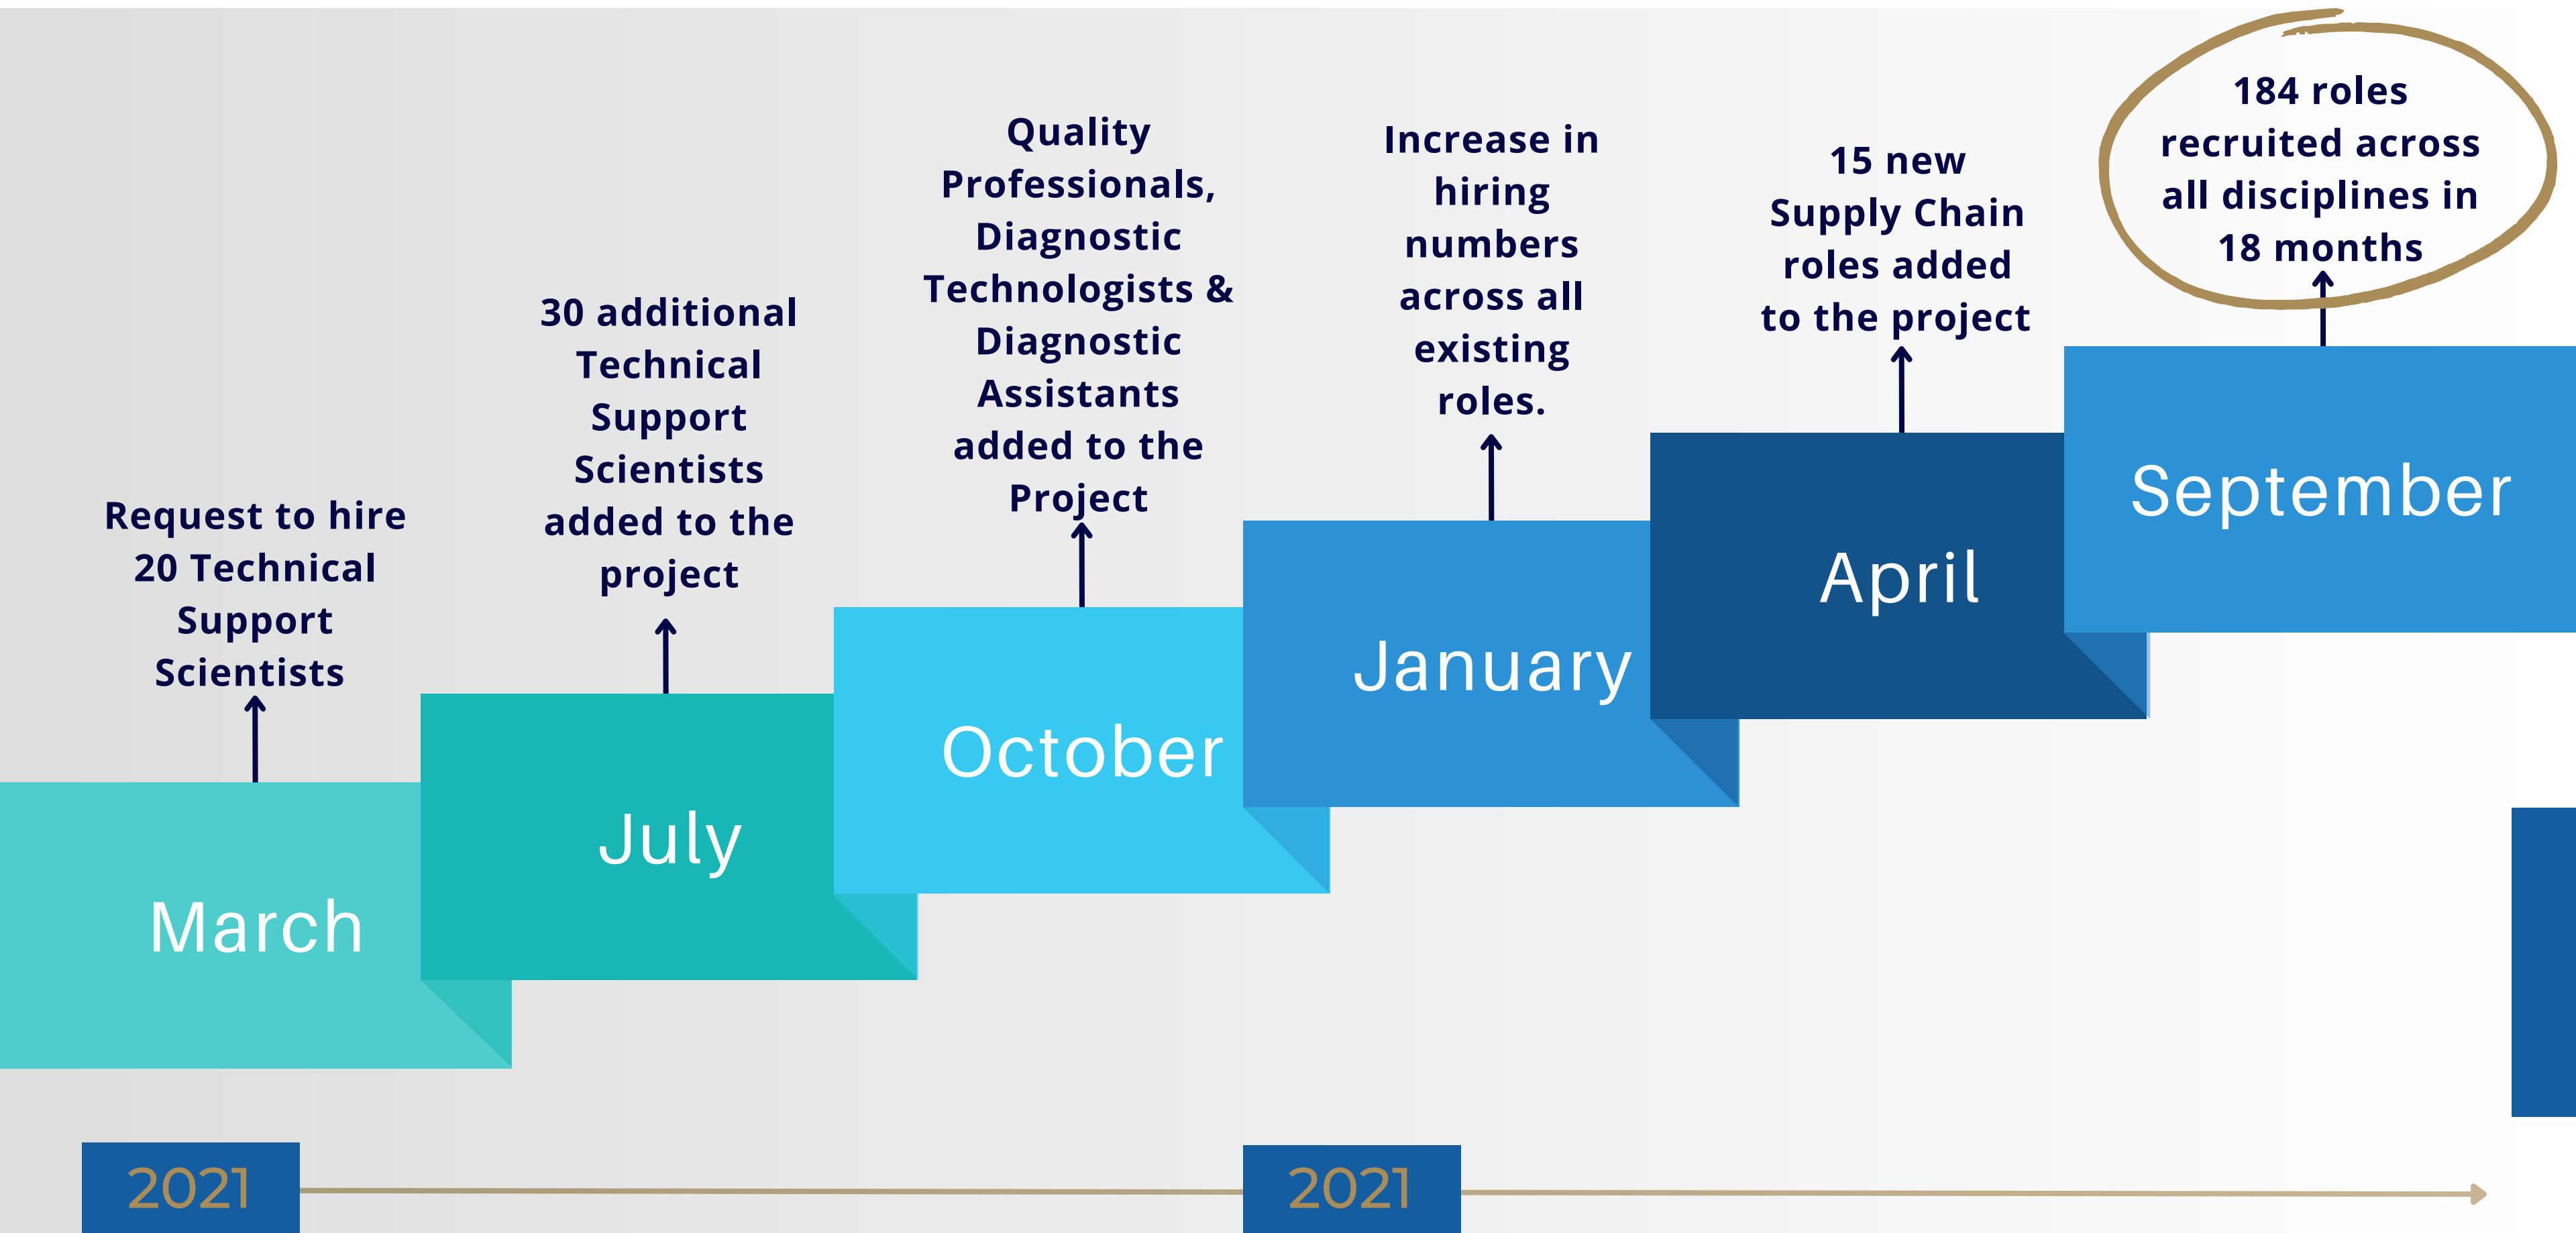 Request to hire
20 Technical
Support
Scientists
March
30 additional
Technical
Support
Scientists
added to the
project
July
Quality
Professionals,
Diagnostic
Technologists &
Diagnostic
Assistants
added to the
Project
October
Increase in
hiring
numbers
across all
existing
roles.
January
15 new
Supply Chain
roles added
to the project
April
184 roles
recruited across
all disciplines in
18 months
September
2021
2021